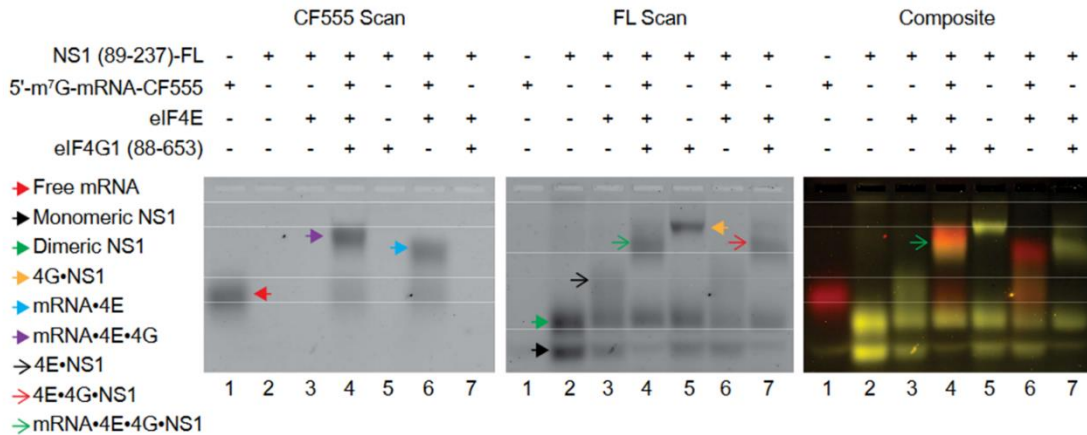 CF555 Scan FL Scan Composite
NS1 (89-237)-FL - + + + + + + - + + + + + + - + + + + + +
5'-m⁷G-mRNA-CF555 + - - + - + - + - - + - + - + - - + - + -
eIF4E - - + + - + + - - + + - + + - - + + - + +
eIF4G1 (88-653) - - - + + - + - - - + + - + - - - + + - +
Free mRNA
Monomeric NS1
Dimeric NS1
4G•NS1
mRNA•4E
mRNA•4E•4G
4E•NS1
4E•4G•NS1
mRNA•4E•4G•NS1
1 2 3 4 5 6 7 1 2 3 4 5 6 7 1 2 3 4 5 6 7